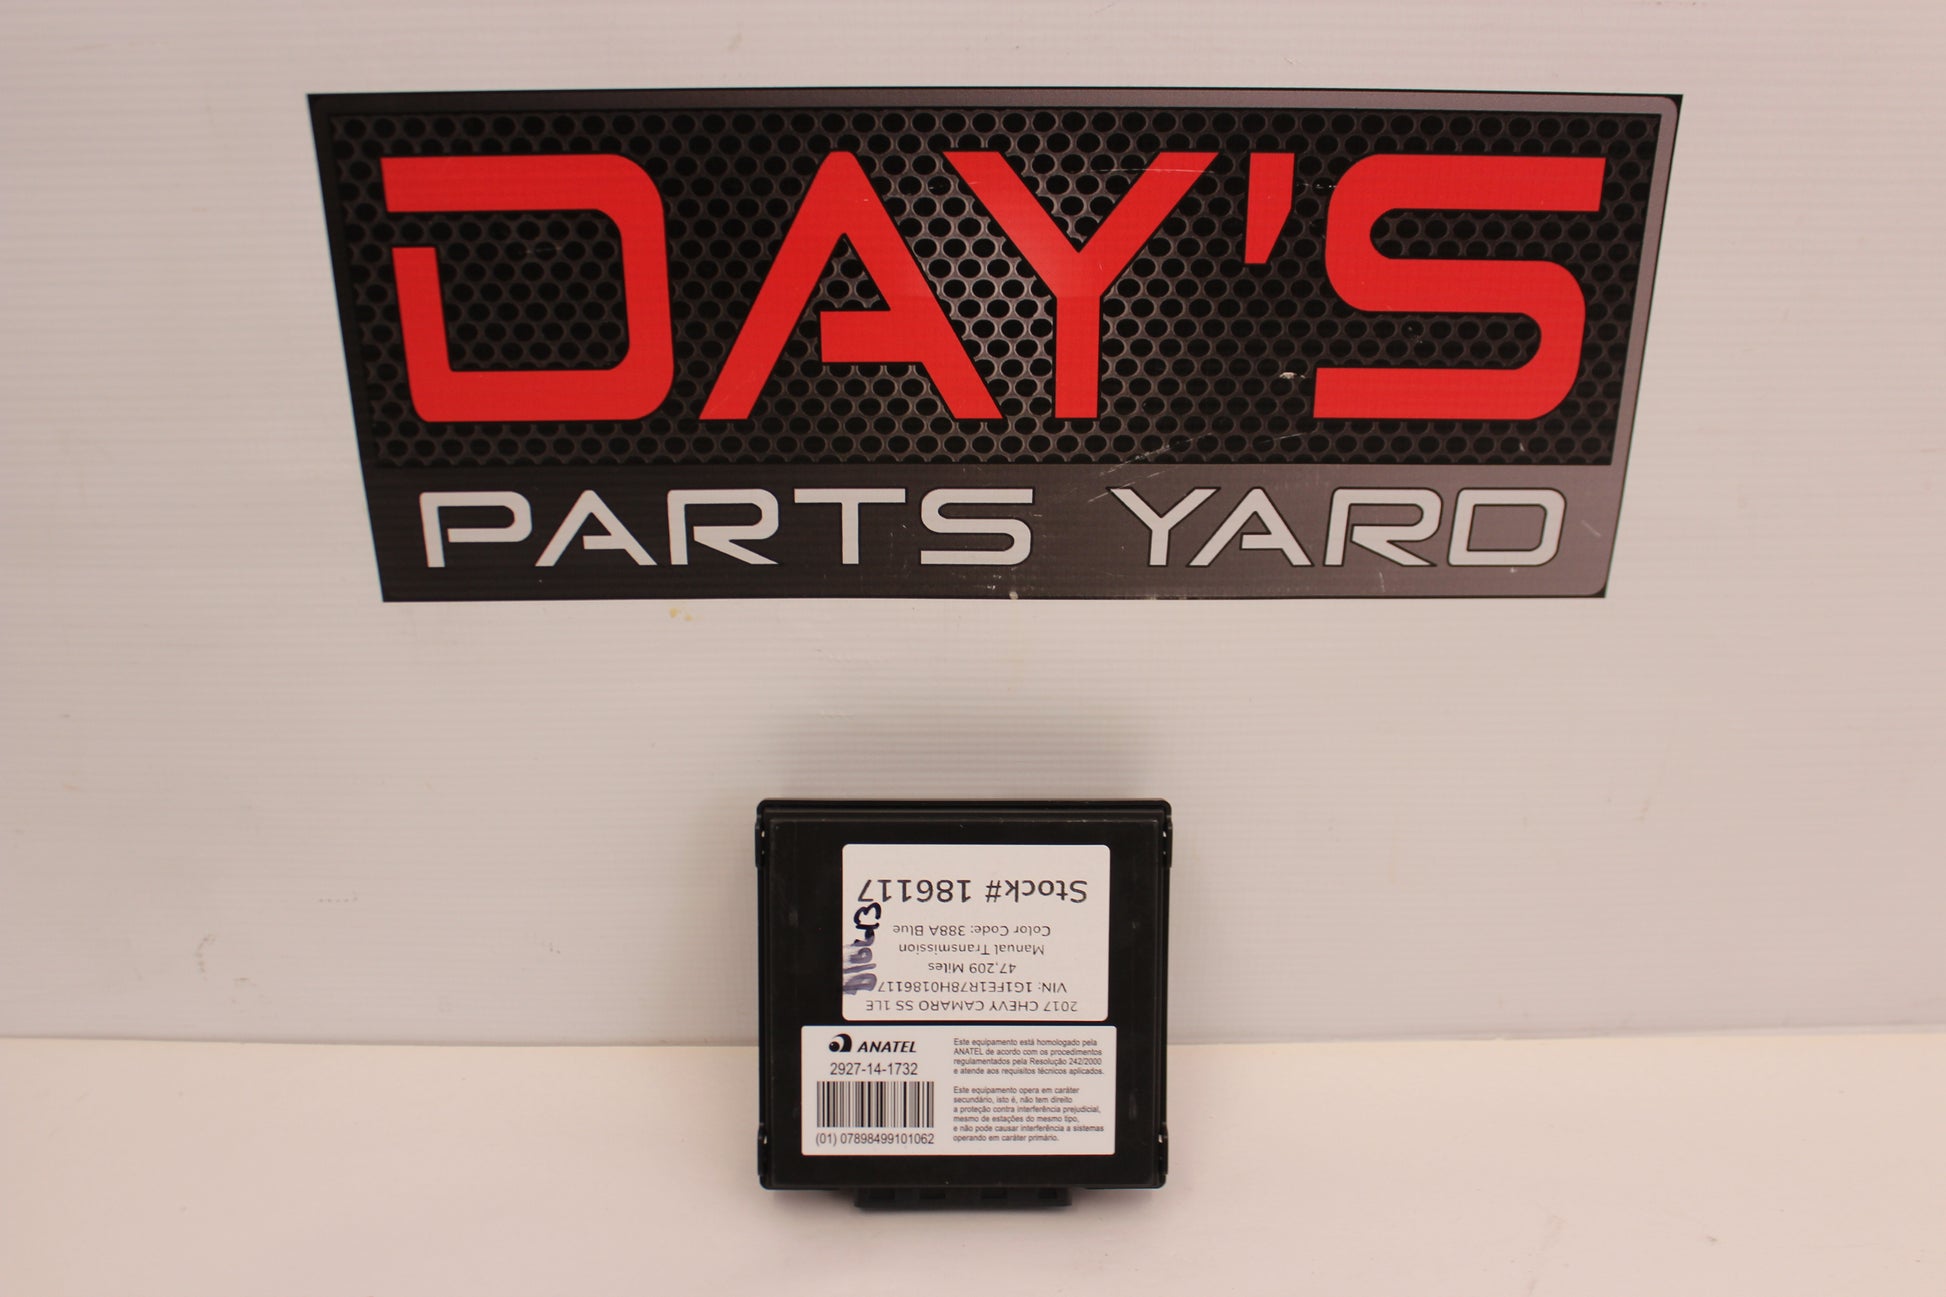 DAY'S
PARTS YARD
2017 CHEVY CAMARO SS 1LE
VIN: 1G1FE1R78H0186117
47,209 Miles
Manual Transmission
Color Code: 388A Blue
Stock# 186117
ANATEL
2927-14-1732
(01) 07898499101062
Este equipamento está homologado pela
ANATEL de acordo com os procedimentos
regulamentados pela Resolução 242/2000
e atende aos requisitos técnicos aplicados.
Este equipamento opera em caráter
secundário, isto é, não tem direito
a proteção contra interferência prejudicial,
mesmo de estações do mesmo tipo,
e não pode causar interferência a sistemas
operando em caráter primário.